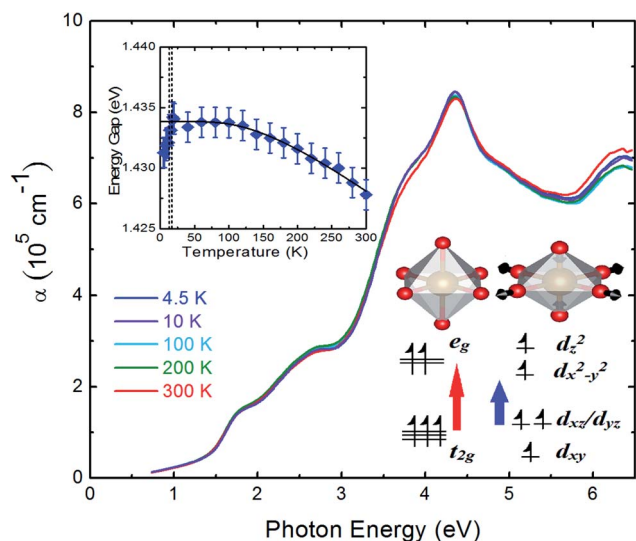 α (10⁵ cm⁻¹)
10
8
6
4
2
0
0 1 2 3 4 5 6
Photon Energy (eV)
Energy Gap (eV)
1.440
1.435
1.430
1.425
0 50 100 150 200 250 300
Temperature (K)
4.5 K
10 K
100 K
200 K
300 K
e_g
t_2g
d_z²
d_x²-y²
d_xz/d_yz
d_xy